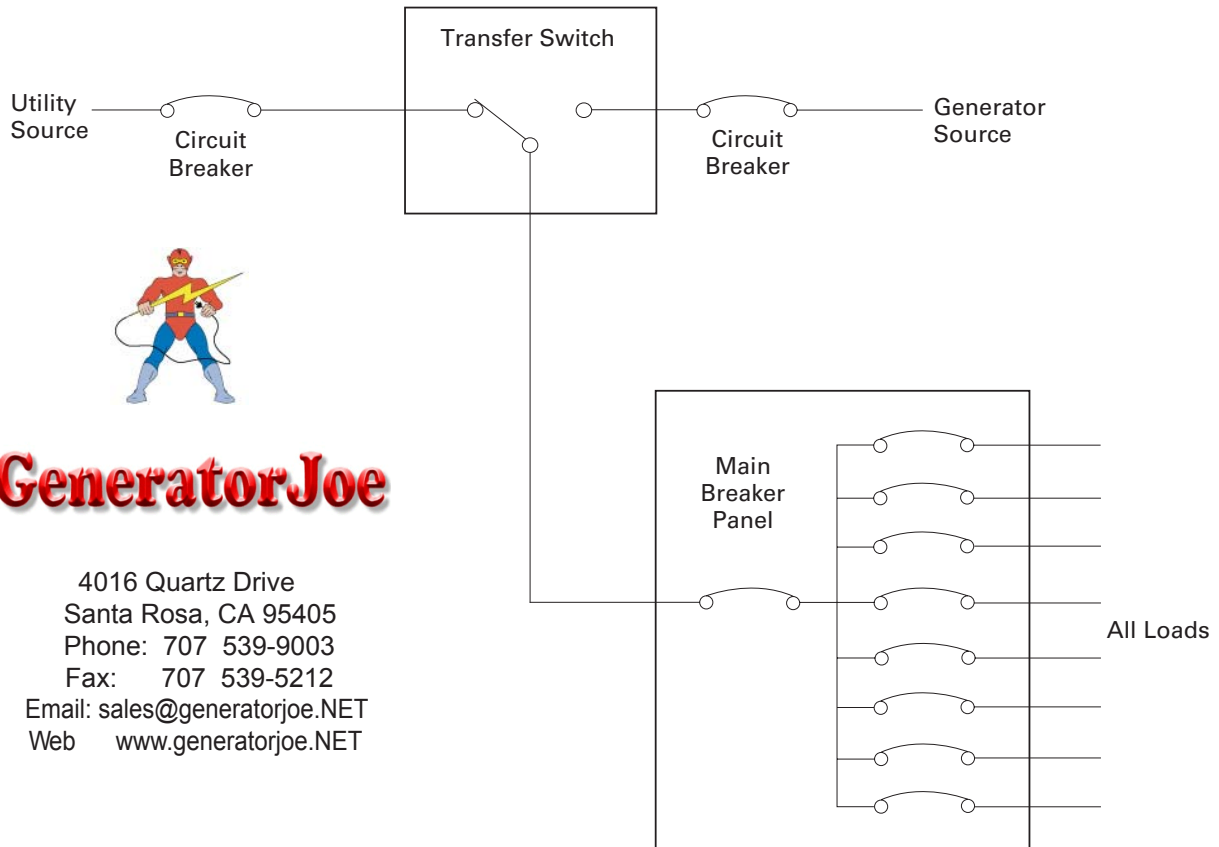 Transfer Switch
Utility
Source
Circuit
Breaker
Circuit
Breaker
Generator
Source
GeneratorJoe
4016 Quartz Drive
Santa Rosa, CA 95405
Phone: 707 539-9003
Fax: 707 539-5212
Email: sales@generatorjoe.NET
Web www.generatorjoe.NET
Main
Breaker
Panel
All Loads